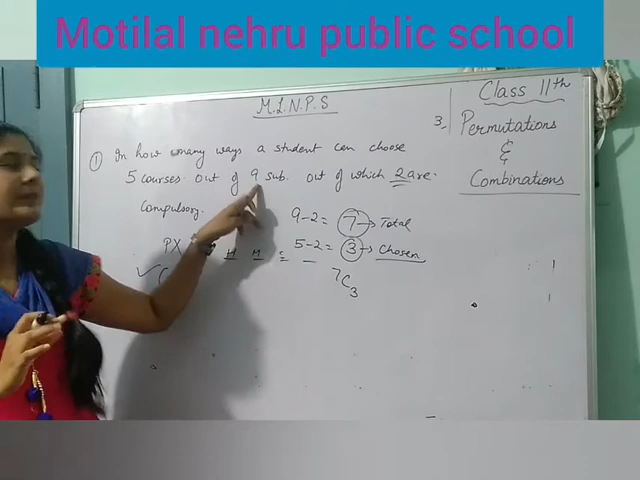 Motilal nehru public school
M.L.N.P.S
Class 11th
3. Permutations
&
Combinations
① In how many ways a student can choose
5 courses out of 9 sub. out of which 2 are
Compulsory.
9-2= 7 → Total
PX
5-2= 3 → Chosen
H M
7C3